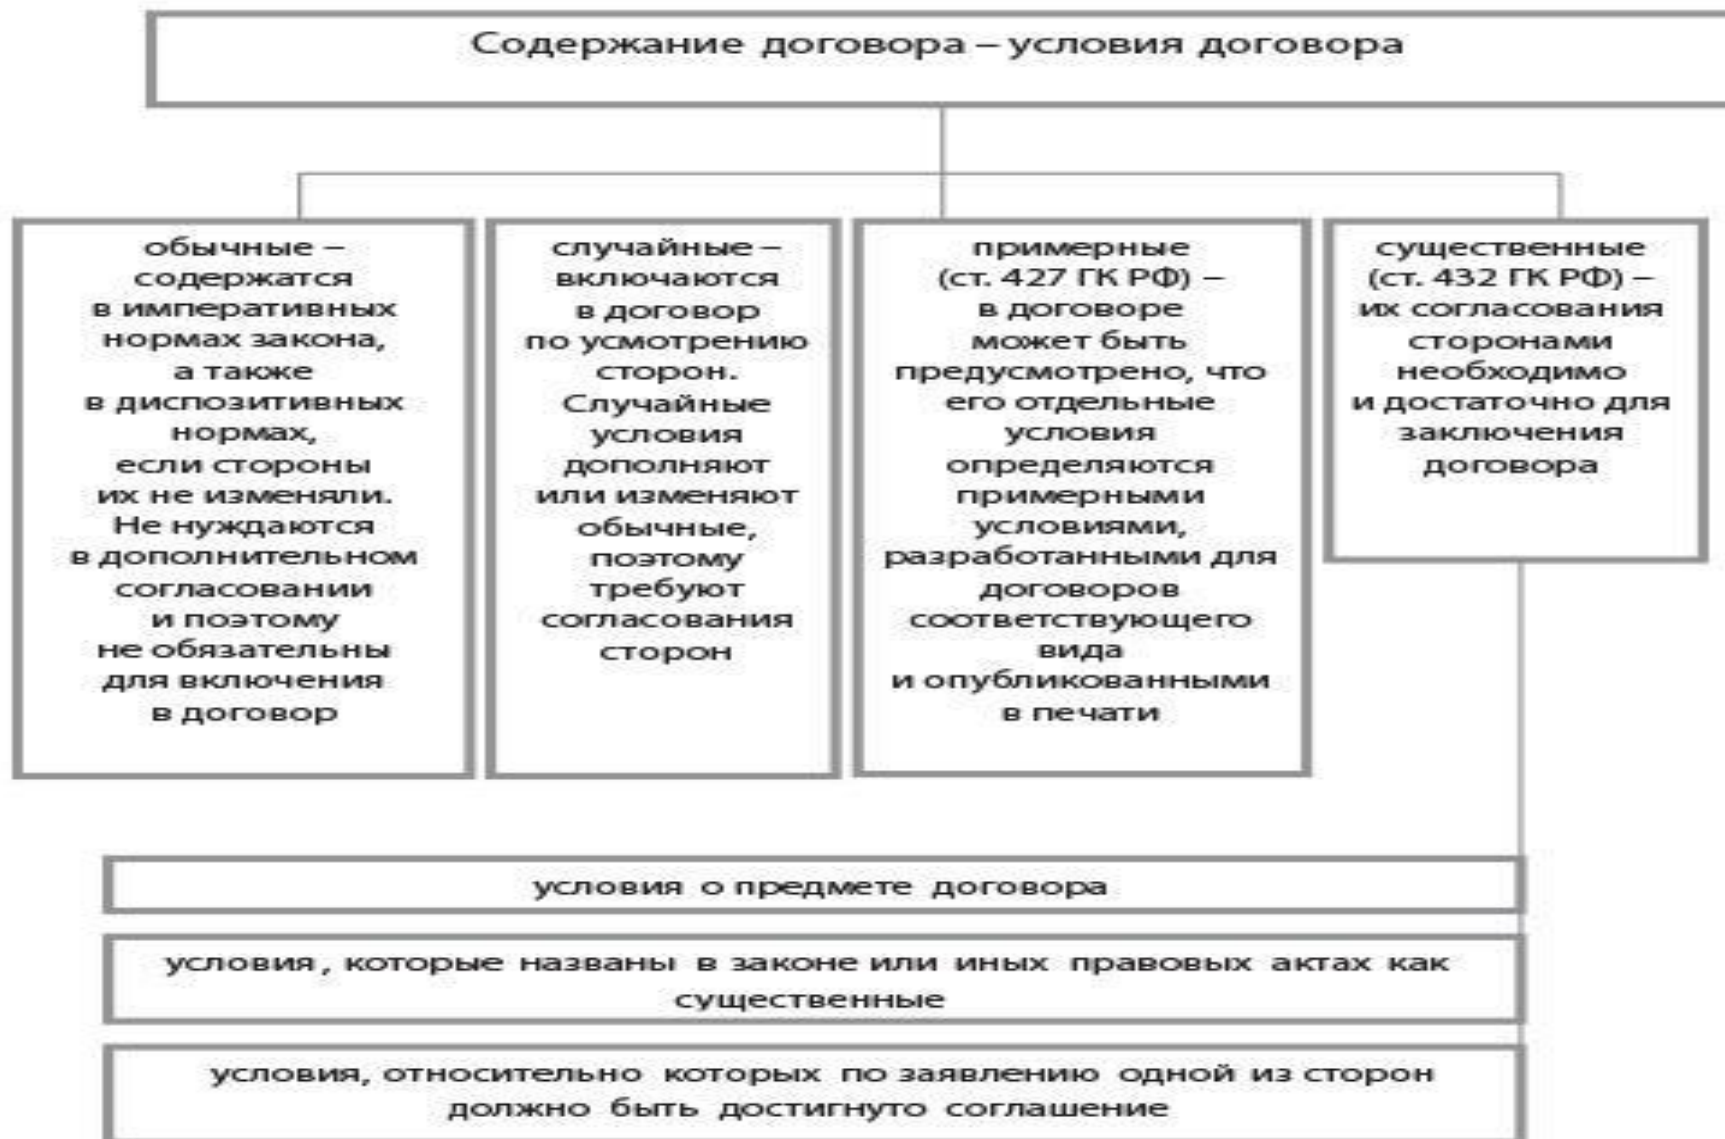 Содержание договора – условия договора
обычные –
содержатся
в императивных
нормах закона,
а также
в диспозитивных
нормах,
если стороны
их не изменяли.
Не нуждаются
в дополнительном
согласовании
и поэтому
не обязательны
для включения
в договор
случайные –
включаются
в договор
по усмотрению
сторон.
Случайные
условия
дополняют
или изменяют
обычные,
поэтому
требуют
согласования
сторон
примерные
(ст. 427 ГК РФ) –
в договоре
может быть
предусмотрено, что
его отдельные
условия
определяются
примерными
условиями,
разработанными для
договоров
соответствующего
вида
и опубликованными
в печати
существенные
(ст. 432 ГК РФ) –
их согласования
сторонами
необходимо
и достаточно для
заключения
договора
условия о предмете договора
условия, которые названы в законе или иных правовых актах как
существенные
условия, относительно которых по заявлению одной из сторон
должно быть достигнуто соглашение